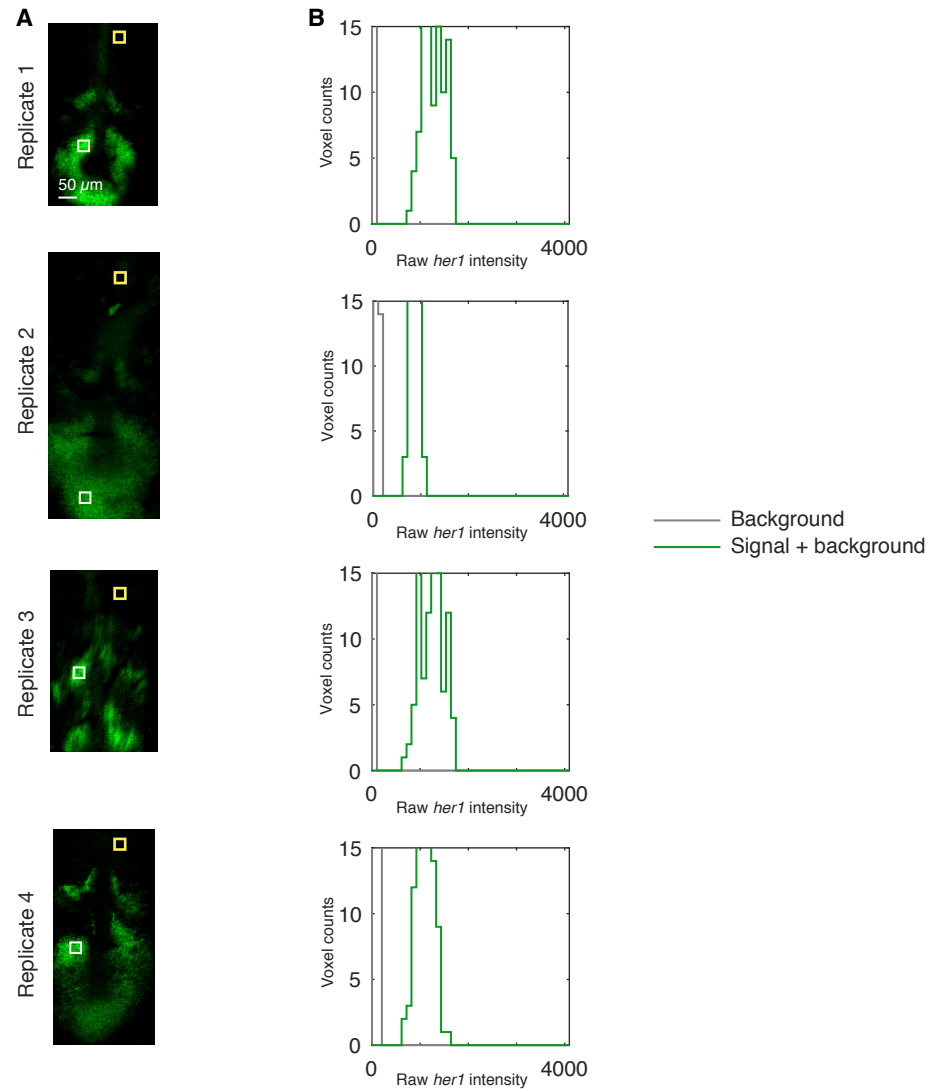 A
B
Replicate 1
50 µm
Voxel counts
15
10
5
0
0
4000
Raw her1 intensity
Replicate 2
Voxel counts
15
10
5
0
0
4000
Raw her1 intensity
Background
Signal + background
Replicate 3
Voxel counts
15
10
5
0
0
4000
Raw her1 intensity
Replicate 4
Voxel counts
15
10
5
0
0
4000
Raw her1 intensity